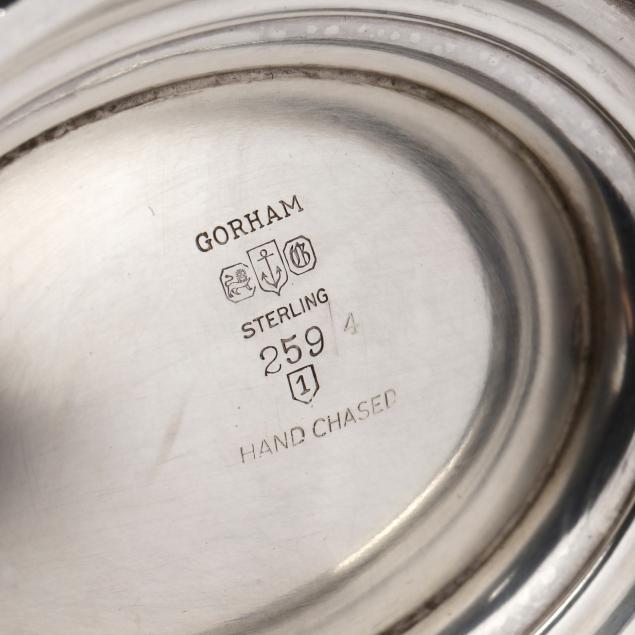 GORHAM
G
STERLING
259 4
1
HAND CHASED